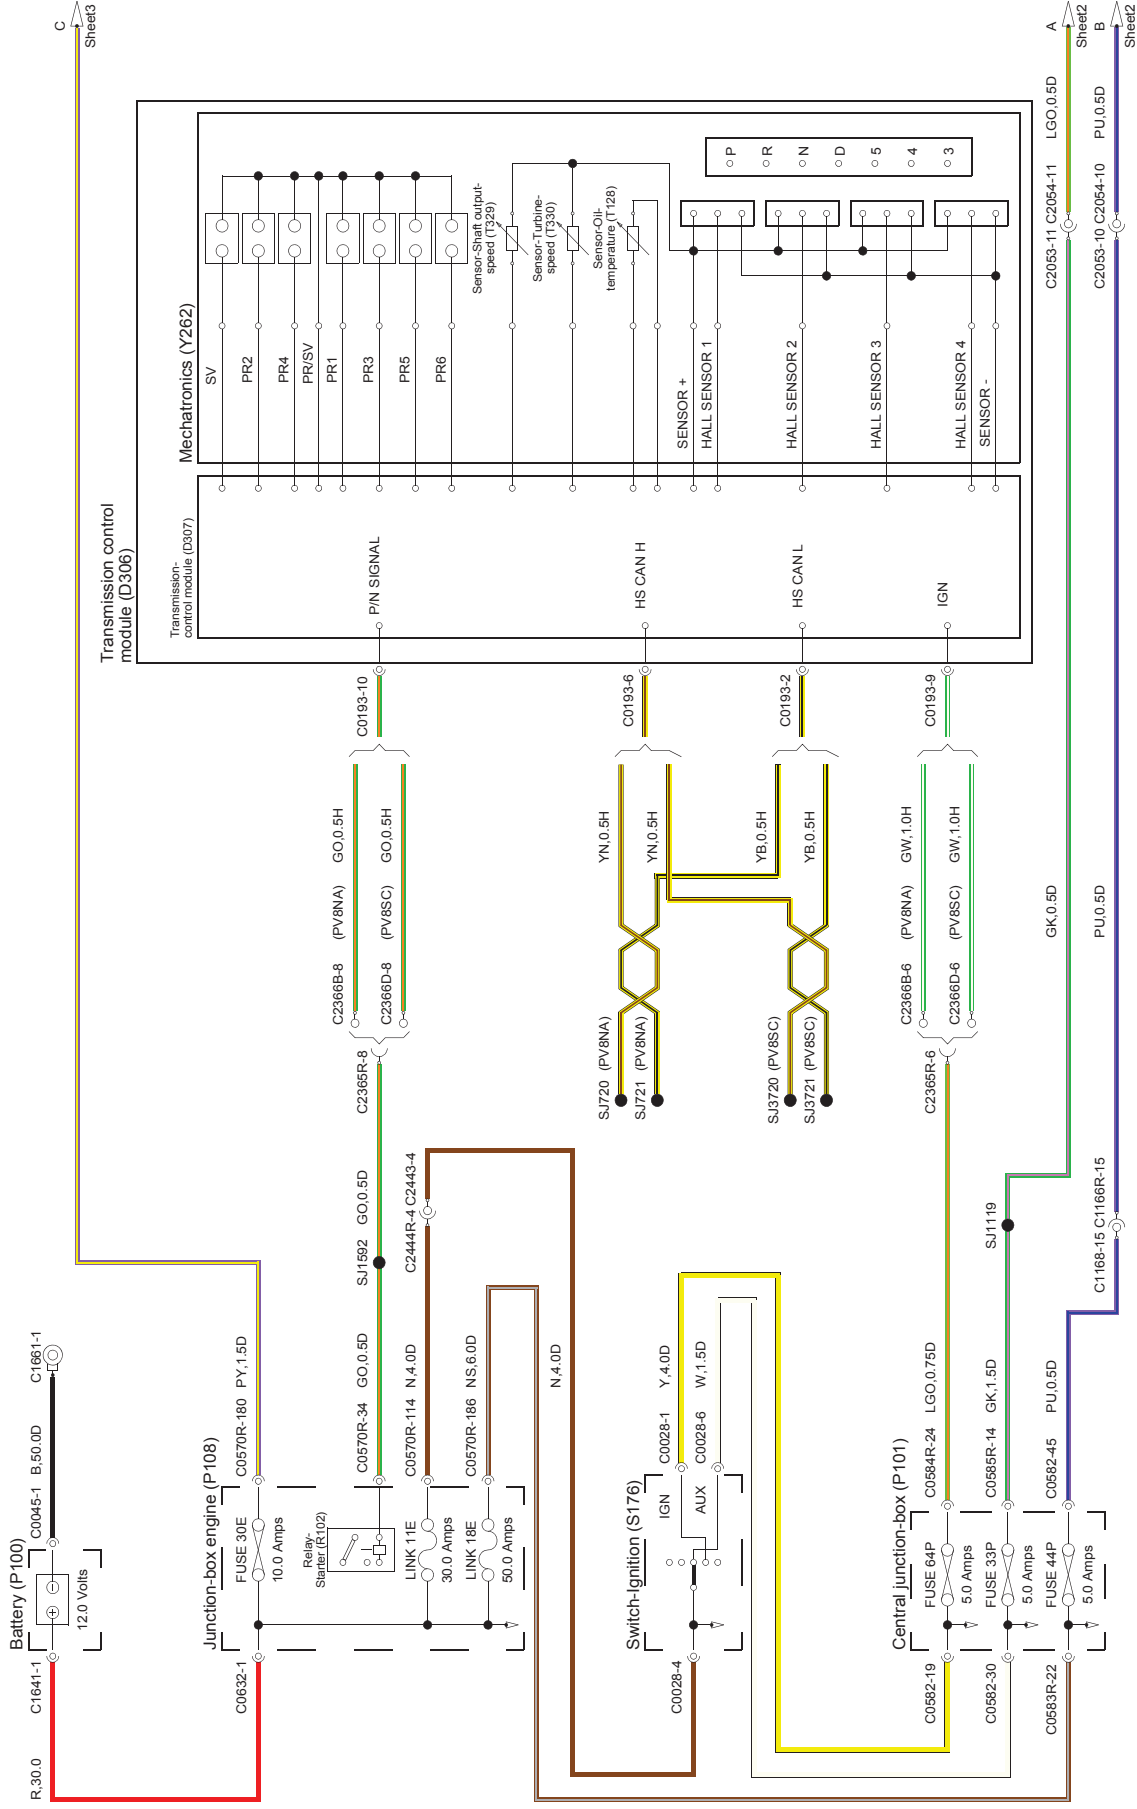 C
Sheet3
A
Sheet2
B
Sheet2
Transmission control
module (D306)
Mechatronics (Y262)
Transmission-
control module (D307)
SV
PR2
PR4
PR/SV
PR1
PR3
PR5
PR6
Sensor-Shaft output-
speed (T329)
Sensor-Turbine-
speed (T330)
Sensor-Oil-
temperature (T128)
SENSOR +
HALL SENSOR 1
HALL SENSOR 2
HALL SENSOR 3
HALL SENSOR 4
SENSOR -
P
R
N
D
5
4
3
P/N SIGNAL
HS CAN H
HS CAN L
IGN
C0193-10
C0193-6
C0193-2
C0193-9
GO,0.5H
(PV8NA)
C2366B-8
GO,0.5H
(PV8SC)
C2366D-8
C2365R-8
GO,0.5D
SJ1592
GO,0.5D
C0570R-34
YN,0.5H
YN,0.5H
YB,0.5H
YB,0.5H
SJ720 (PV8NA)
SJ721 (PV8NA)
SJ3720 (PV8SC)
SJ3721 (PV8SC)
GW,1.0H
(PV8NA)
C2366B-6
GW,1.0H
(PV8SC)
C2366D-6
C2365R-6
LGO,0.75D
C0584R-24
LGO,0.5D
C2054-11
C2053-11
GK,0.5D
SJ1119
GK,1.5D
C0585R-14
PU,0.5D
C2054-10
C2053-10
PU,0.5D
C1166R-15
C1168-15
PU,0.5D
C0582-45
C2443-4
C2444R-4
N,4.0D
C0570R-114
NS,6.0D
C0570R-186
N,4.0D
PY,1.5D
C0570R-180
Battery (P100)
12.0 Volts
C0045-1
B,50.0D
C1661-1
C1641-1
R,30.0
C0632-1
Junction-box engine (P108)
FUSE 30E
10.0 Amps
Relay-
Starter (R102)
LINK 11E
30.0 Amps
LINK 18E
50.0 Amps
Switch-Ignition (S176)
IGN
AUX
C0028-1
Y,4.0D
C0028-6
W,1.5D
C0028-4
Central junction-box (P101)
FUSE 64P
5.0 Amps
FUSE 33P
5.0 Amps
FUSE 44P
5.0 Amps
C0582-19
C0582-30
C0583R-22